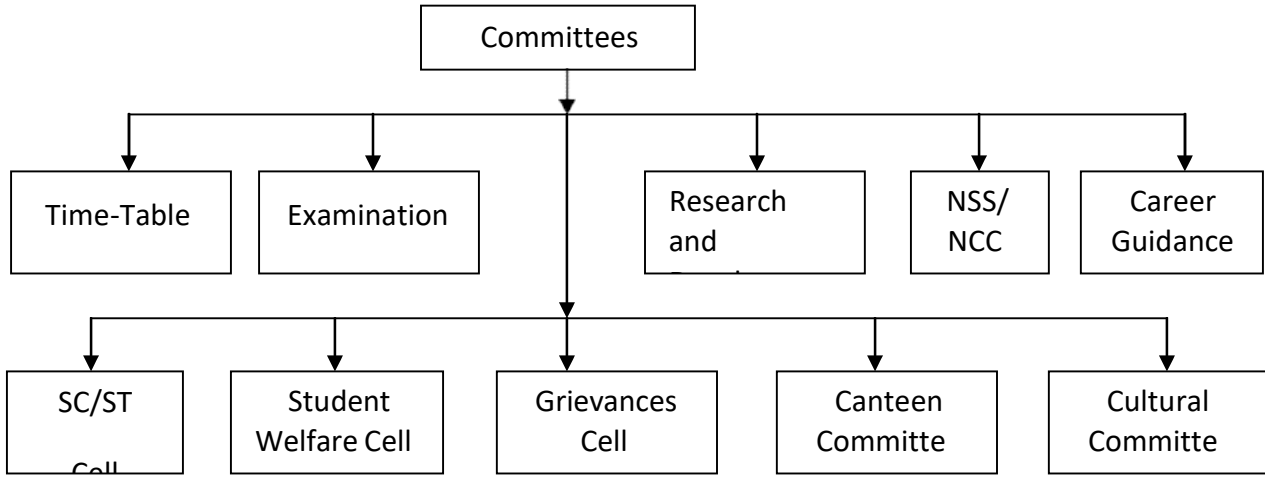 Committees
Time-Table
Examination
Research
and
NSS/
NCC
Career
Guidance
SC/ST
Cell
Student
Welfare Cell
Grievances
Cell
Canteen
Committe
Cultural
Committe